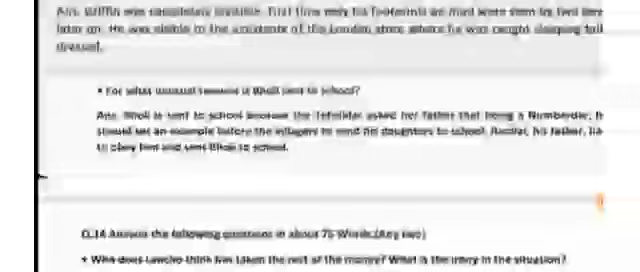 Ans. Griffin was completely invisible. First time only his footprints on mud were seen by two boys
later on. He was visible to the assistants of the London store where he was caught sleeping full
dressed.
• For what unusual reasons is Bholi sent to school?
Ans. Bholi is sent to school because the Tehsildar asked her father that being a Numberdar, h
should set an example before the villagers to send his daughters to school. Ramlal, his father,
to obey him and sent Bholi to school.
Q.14 Answer the following questions in about 75 Words.(Any two)
• Who does Lencho think has taken the rest of the money? What is the irony in the situation?